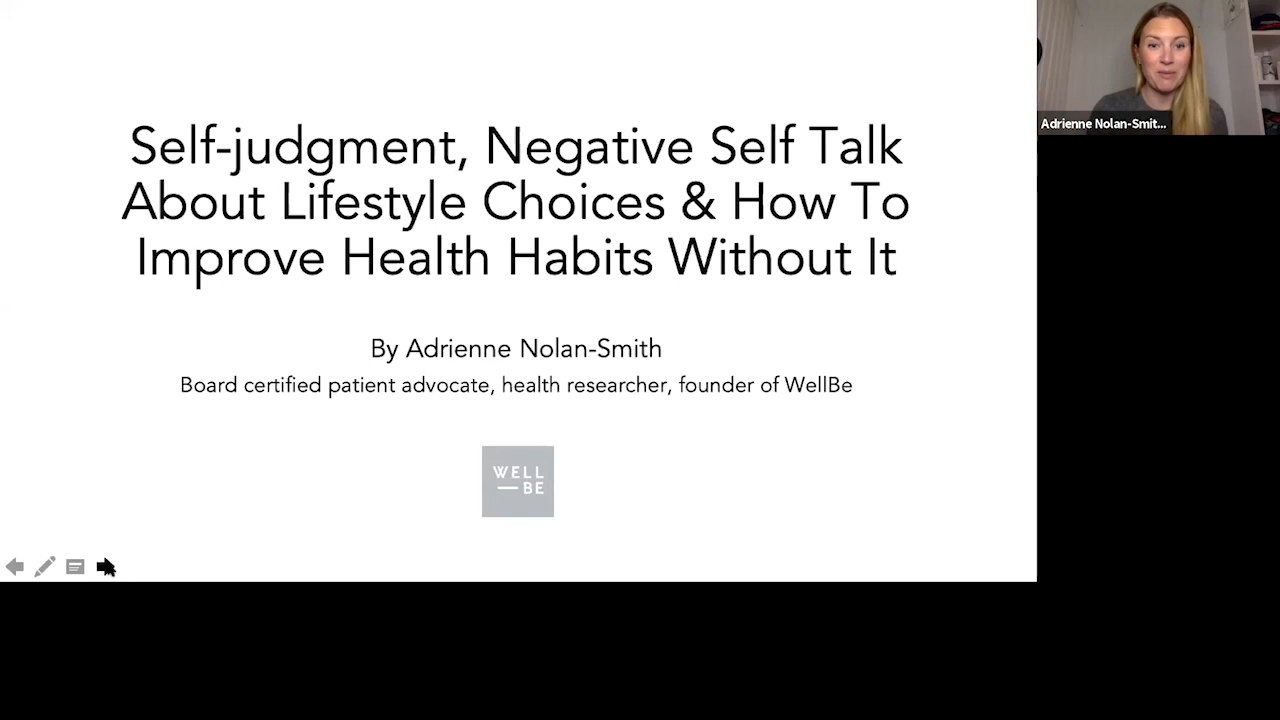 Self-judgment, Negative Self Talk
About Lifestyle Choices & How To
Improve Health Habits Without It
By Adrienne Nolan-Smith
Board certified patient advocate, health researcher, founder of WellBe
WELL
— BE
Adrienne Nolan-Smit...